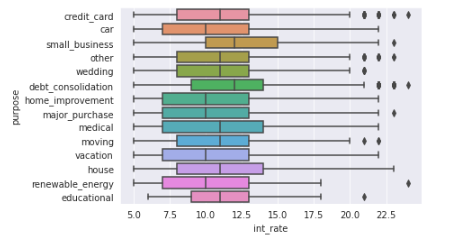 credit_card
car
small_business
other
wedding
debt_consolidation
home_improvement
major_purchase
medical
moving
vacation
house
renewable_energy
educational
purpose
5.0 7.5 10.0 12.5 15.0 17.5 20.0 22.5
int_rate